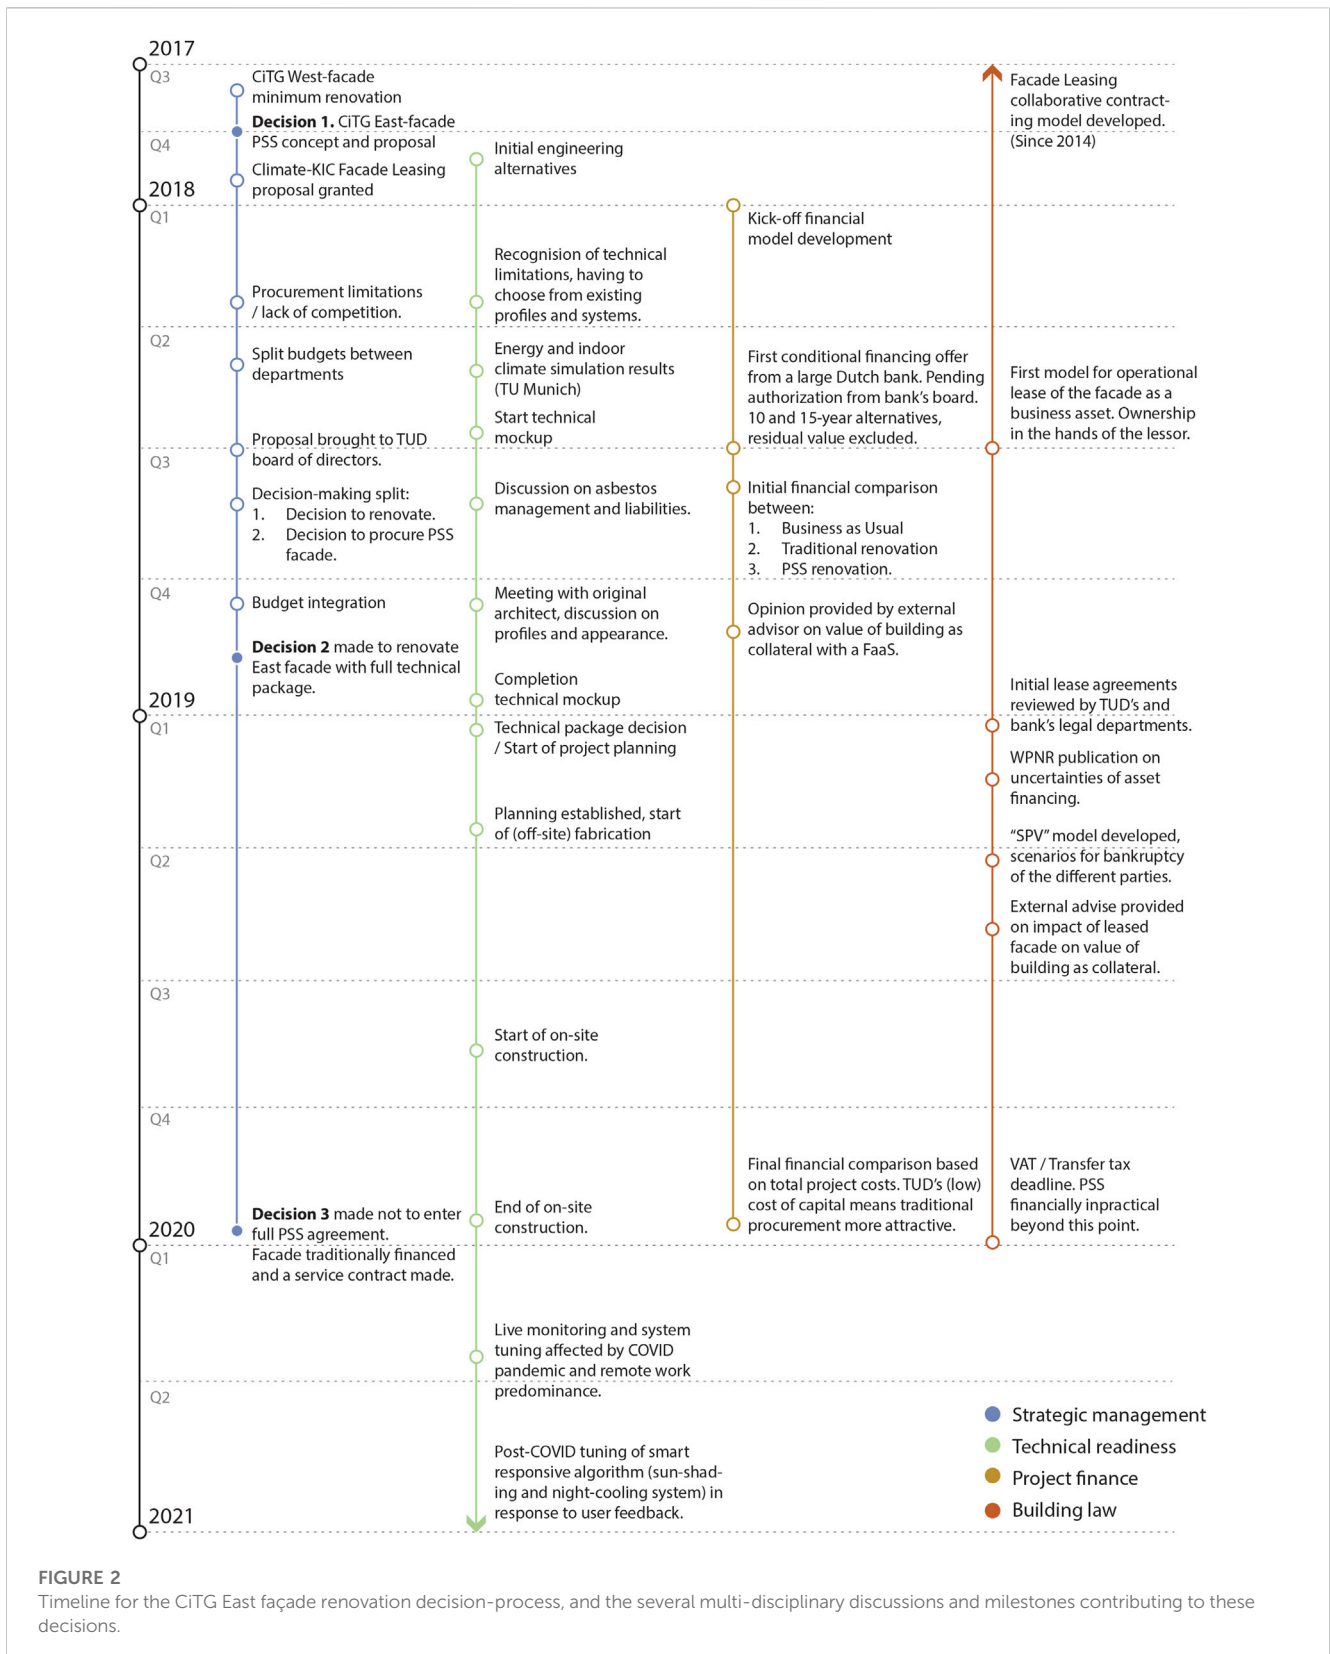 2017
Q3
CiTG West-facade
minimum renovation
Decision 1. CiTG East-facade
PSS concept and proposal
Q4
Climate-KIC Facade Leasing
proposal granted
2018
Q1
Procurement limitations
/ lack of competition.
Q2
Split budgets between
departments
Proposal brought to TUD
board of directors.
Q3
Decision-making split:
1. Decision to renovate.
2. Decision to procure PSS
facade.
Q4
Budget integration
Decision 2 made to renovate
East facade with full technical
package.
2019
Q1
Q2
Q3
Q4
Decision 3 made not to enter
full PSS agreement.
Facade traditionally financed
and a service contract made.
2020
Q1
Q2
2021
Initial engineering
alternatives
Recognision of technical
limitations, having to
choose from existing
profiles and systems.
Energy and indoor
climate simulation results
(TU Munich)
Start technical
mockup
Discussion on asbestos
management and liabilities.
Meeting with original
architect, discussion on
profiles and appearance.
Completion
technical mockup
Technical package decision
/ Start of project planning
Planning established, start
of (off-site) fabrication
Start of on-site
construction.
End of on-site
construction.
Live monitoring and system
tuning affected by COVID
pandemic and remote work
predominance.
Post-COVID tuning of smart
responsive algorithm (sun-shad-
ing and night-cooling system) in
response to user feedback.
Kick-off financial
model development
First conditional financing offer
from a large Dutch bank. Pending
authorization from bank's board.
10 and 15-year alternatives,
residual value excluded.
Initial financial comparison
between:
1. Business as Usual
2. Traditional renovation
3. PSS renovation.
Opinion provided by external
advisor on value of building as
collateral with a FaaS.
Final financial comparison based
on total project costs. TUD's (low)
cost of capital means traditional
procurement more attractive.
Facade Leasing
collaborative contract-
ing model developed.
(Since 2014)
First model for operational
lease of the facade as a
business asset. Ownership
in the hands of the lessor.
Initial lease agreements
reviewed by TUD's and
bank's legal departments.
WPNR publication on
uncertainties of asset
financing.
“SPV” model developed,
scenarios for bankruptcy
of the different parties.
External advise provided
on impact of leased
facade on value of
building as collateral.
VAT / Transfer tax
deadline. PSS
financially inpractical
beyond this point.
Strategic management
Technical readiness
Project finance
Building law
FIGURE 2
Timeline for the CiTG East façade renovation decision-process, and the several multi-disciplinary discussions and milestones contributing to these
decisions.